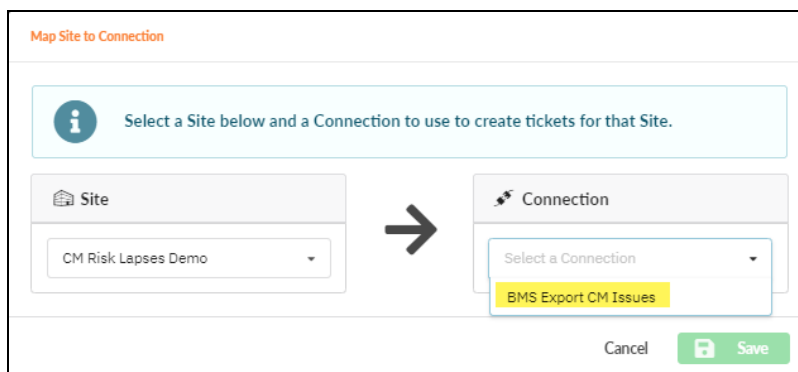 Map Site to Connection
Select a Site below and a Connection to use to create tickets for that Site.
Site
Connection
CM Risk Lapses Demo
Select a Connection
BMS Export CM Issues
Cancel
Save